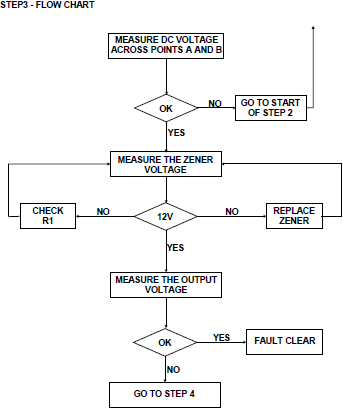 STEP3 - FLOW CHART
MEASURE DC VOLTAGE
ACROSS POINTS A AND B
OK
NO
GO TO START
OF STEP 2
YES
MEASURE THE ZENER
VOLTAGE
CHECK
R1
NO
12V
NO
REPLACE
ZENER
YES
MEASURE THE OUTPUT
VOLTAGE
OK
YES
FAULT CLEAR
NO
GO TO STEP 4